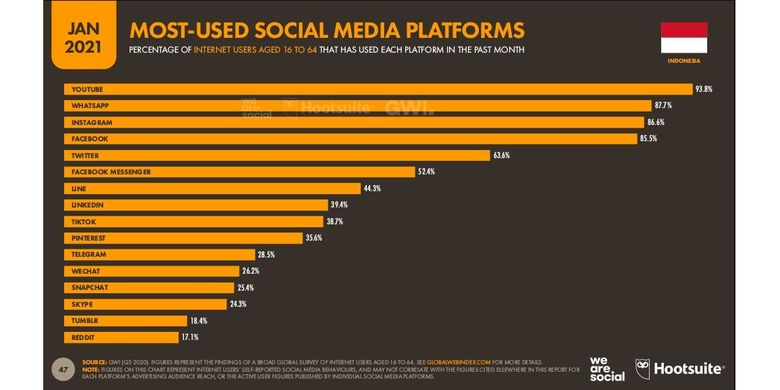 JAN
2021
MOST-USED SOCIAL MEDIA PLATFORMS
PERCENTAGE OF INTERNET USERS AGED 16 TO 64 THAT HAS USED EACH PLATFORM IN THE PAST MONTH
INDONESIA
YOUTUBE 93.8%
WHATSAPP 87.7%
INSTAGRAM 86.6%
FACEBOOK 85.5%
TWITTER 63.6%
FACEBOOK MESSENGER 52.4%
LINE 44.3%
LINKEDIN 39.4%
TIKTOK 38.7%
PINTEREST 35.6%
TELEGRAM 28.5%
WECHAT 26.2%
SNAPCHAT 25.4%
SKYPE 24.3%
TUMBLR 18.4%
REDDIT 17.1%
we are social Hootsuite® GWI.
47
SOURCE: GWI (Q3 2020). FIGURES REPRESENT THE FINDINGS OF A BROAD GLOBAL SURVEY OF INTERNET USERS AGED 16 TO 64. SEE GLOBALWEBINDEX.COM FOR MORE DETAILS.
NOTE: FIGURES ON THIS CHART REPRESENT INTERNET USERS' SELF-REPORTED SOCIAL MEDIA BEHAVIOURS, AND MAY NOT CORRELATE WITH THE FIGURES CITED ELSEWHERE IN THIS REPORT FOR
EACH PLATFORM'S ADVERTISING AUDIENCE REACH, OR THE ACTIVE USER FIGURES PUBLISHED BY INDIVIDUAL SOCIAL MEDIA PLATFORMS.
we
are
social
Hootsuite®